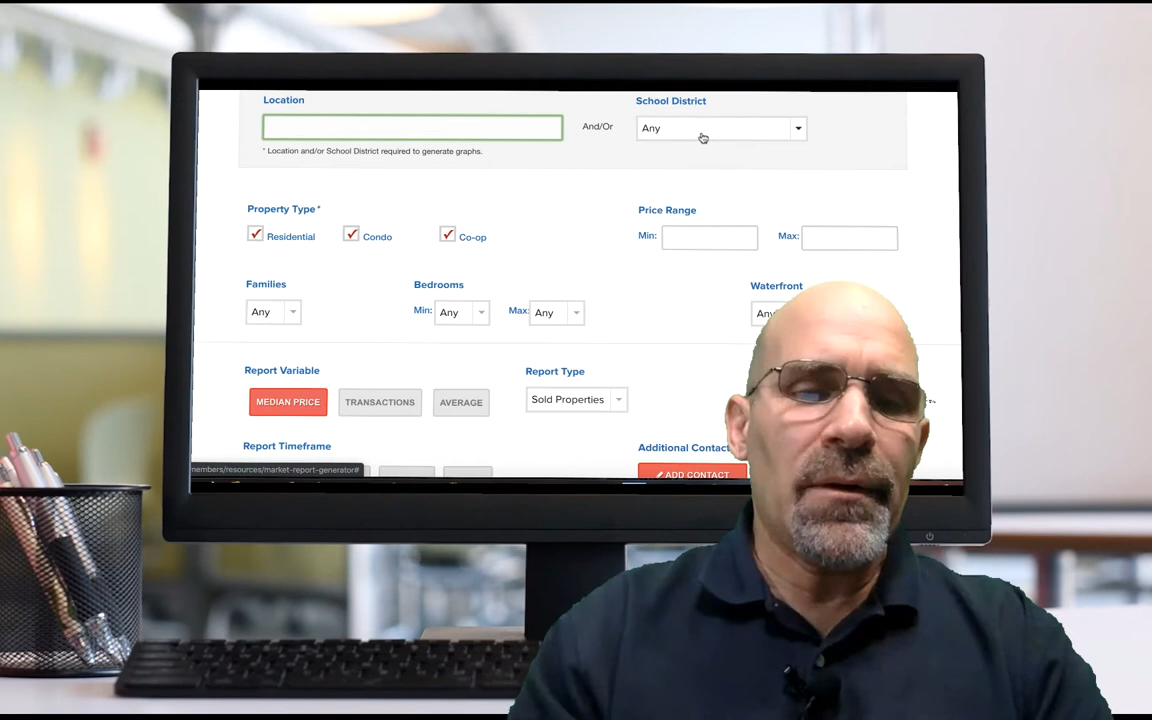 Location
School District
And/Or
Any
* Location and/or School District required to generate graphs.
Property Type*
Price Range
Residential
Condo
Co-op
Min:
Max:
Families
Bedrooms
Waterfront
Any
Min:
Any
Max:
Any
Any
Report Variable
Report Type
MEDIAN PRICE
TRANSACTIONS
AVERAGE
Sold Properties
Report Timeframe
Additional Contact
members/resources/market-report-generator#
ADD CONTACT